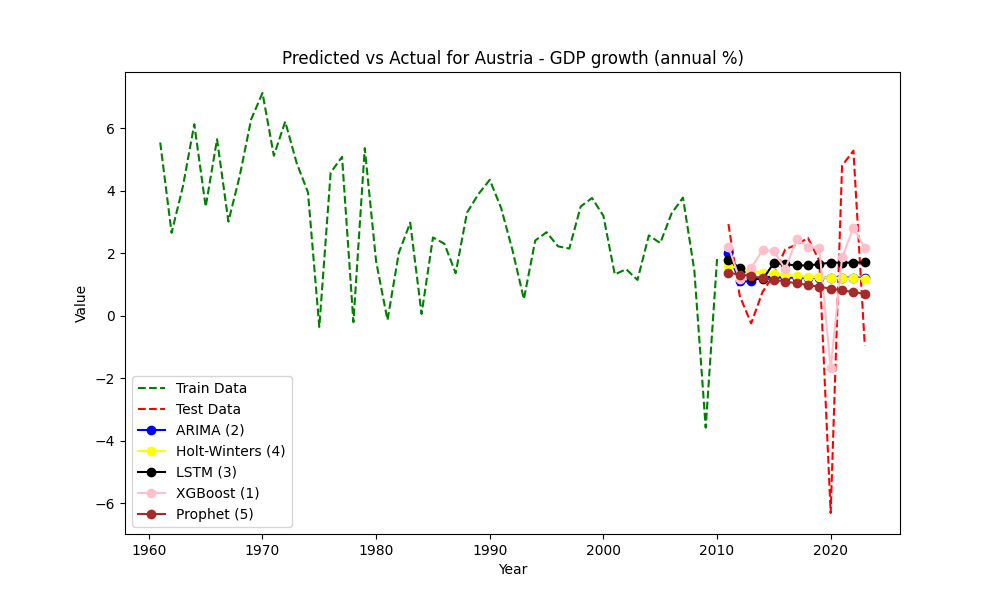 Predicted vs Actual for Austria - GDP growth (annual %)
Value
6
4
2
0
−2
−4
−6
Train Data
Test Data
ARIMA (2)
Holt-Winters (4)
LSTM (3)
XGBoost (1)
Prophet (5)
1960 1970 1980 1990 2000 2010 2020
Year